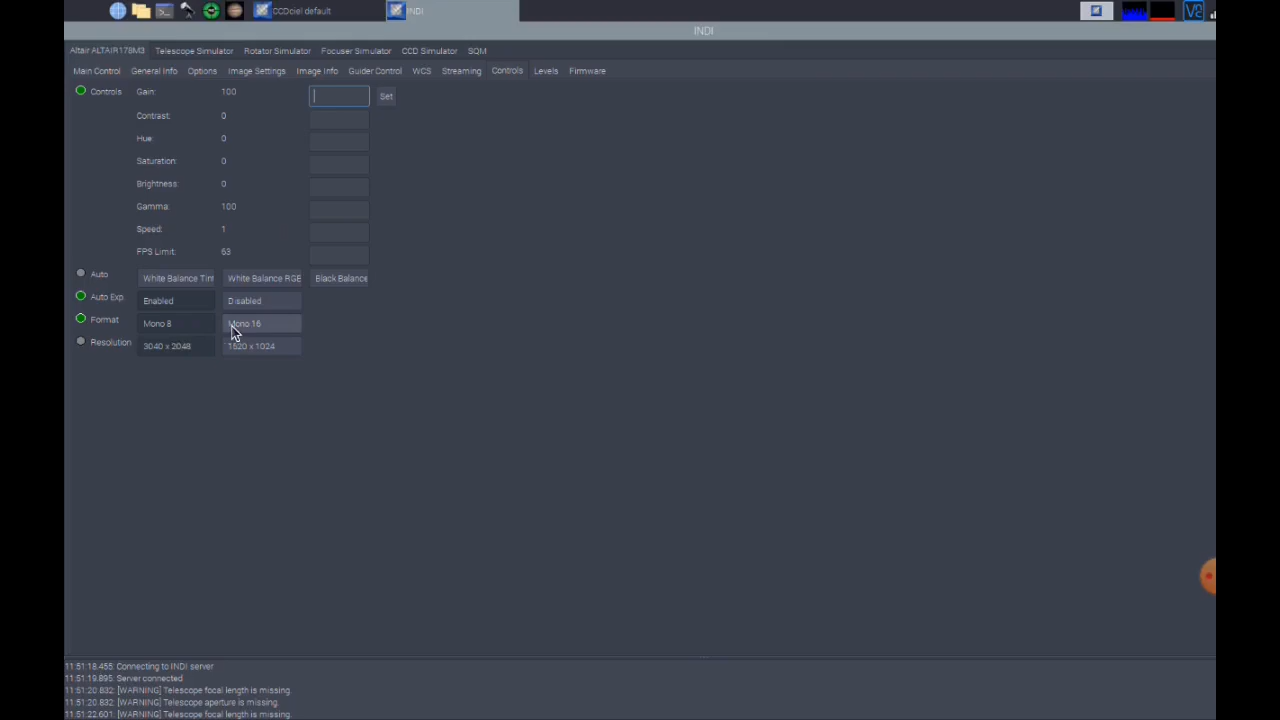 CCDciel default INDI
INDI
Altair ALTAIR178M3 Telescope Simulator Rotator Simulator Focuser Simulator CCD Simulator SQM
Main Control General Info Options Image Settings Image Info Guider Control WCS Streaming Controls Levels Firmware
Controls Gain: 100 Set
Contrast: 0
Hue: 0
Saturation: 0
Brightness: 0
Gamma: 100
Speed: 1
FPS Limit: 63
Auto White Balance Tint White Balance RGB Black Balance
Auto Exp. Enabled Disabled
Format Mono 8 Mono 16
Resolution 3040 x 2048 1520 x 1024
11:51:18.455: Connecting to INDI server
11:51:19.895: Server connected
11:51:20.832: [WARNING] Telescope focal length is missing.
11:51:20.832: [WARNING] Telescope aperture is missing.
11:51:22.601: [WARNING] Telescope focal length is missing.